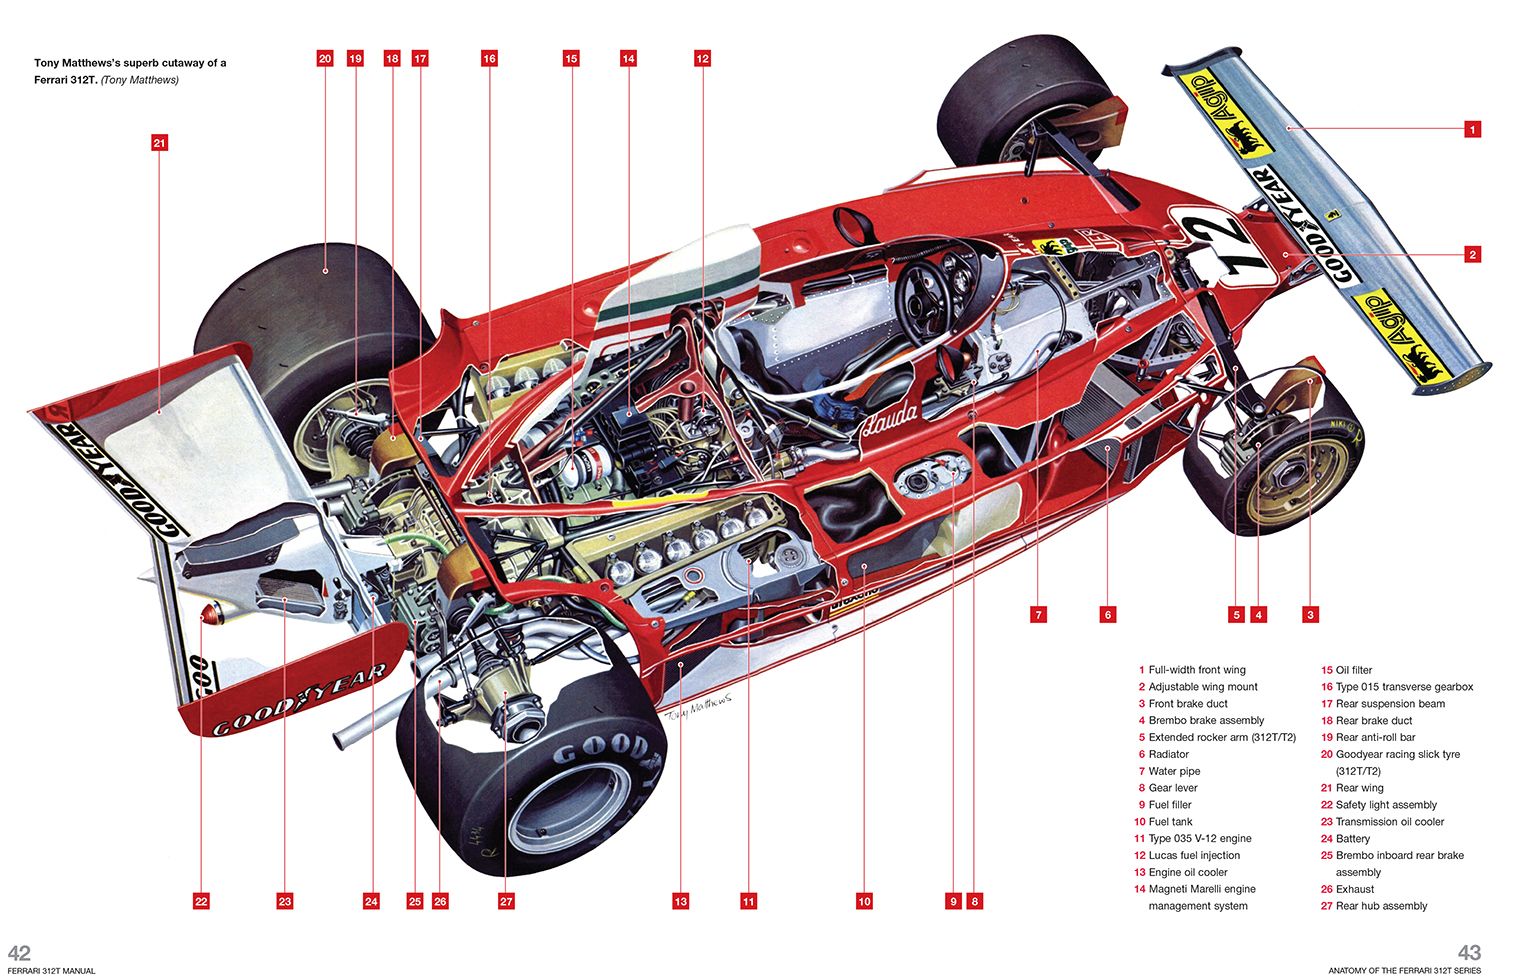 Tony Matthews's superb cutaway of a
Ferrari 312T. (Tony Matthews)
20
19
18
17
16
15
14
12
21
1
2
Agip
GOODYEAR
Agip
12
Agip
Lauda
NIKI
GOODYEAR
GOODYEAR
GOODYEAR
Tony Matthews
7
6
5
4
3
22
23
24
25
26
27
13
11
10
9
8
1 Full-width front wing
2 Adjustable wing mount
3 Front brake duct
4 Brembo brake assembly
5 Extended rocker arm (312T/T2)
6 Radiator
7 Water pipe
8 Gear lever
9 Fuel filler
10 Fuel tank
11 Type 035 V-12 engine
12 Lucas fuel injection
13 Engine oil cooler
14 Magneti Marelli engine
management system
15 Oil filter
16 Type 015 transverse gearbox
17 Rear suspension beam
18 Rear brake duct
19 Rear anti-roll bar
20 Goodyear racing slick tyre
(312T/T2)
21 Rear wing
22 Safety light assembly
23 Transmission oil cooler
24 Battery
25 Brembo inboard rear brake
assembly
26 Exhaust
27 Rear hub assembly
42
FERRARI 312T MANUAL
43
ANATOMY OF THE FERRARI 312T SERIES